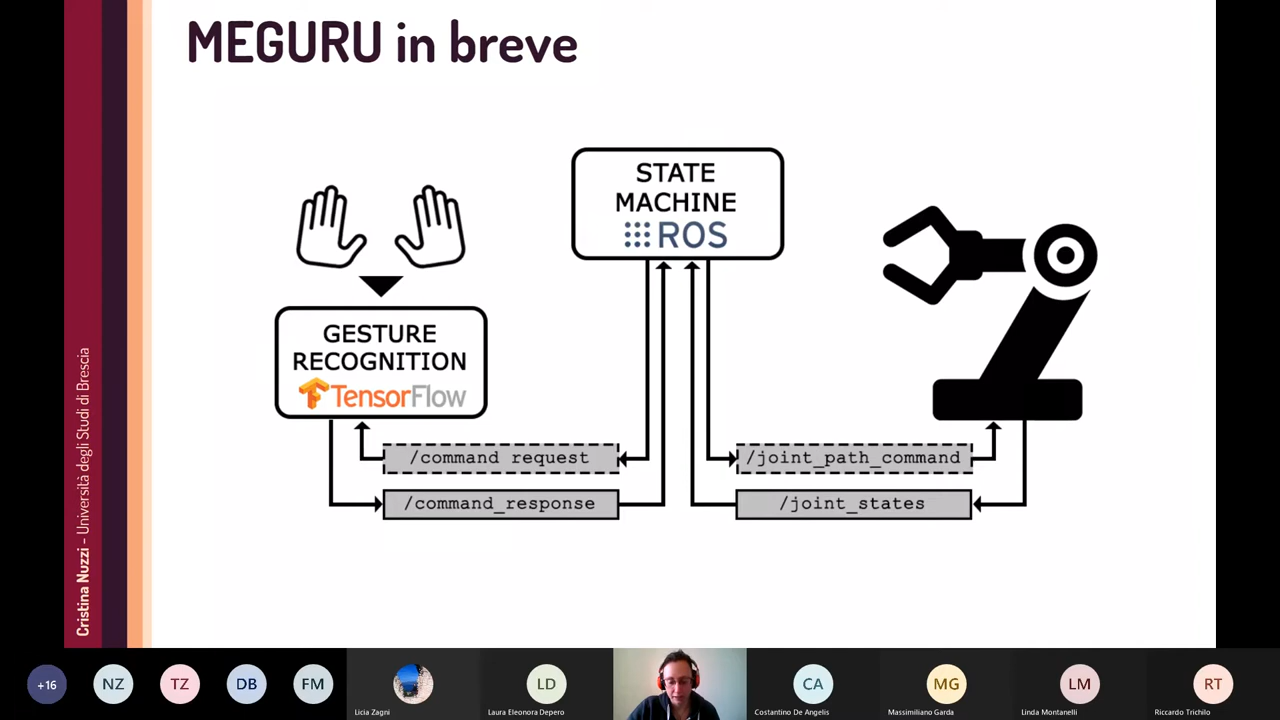 MEGURU in breve
STATE
MACHINE
ROS
GESTURE
RECOGNITION
TensorFlow
/command request
/joint_path_command
/command_response
/joint_states
Cristina Nuzzi – Università degli Studi di Brescia
+16
NZ
TZ
DB
FM
Licia Zagni
LD
Laura Eleonora Depero
CA
Costantino De Angelis
MG
Massimiliano Garda
LM
Linda Montanelli
RT
Riccardo Trichilo